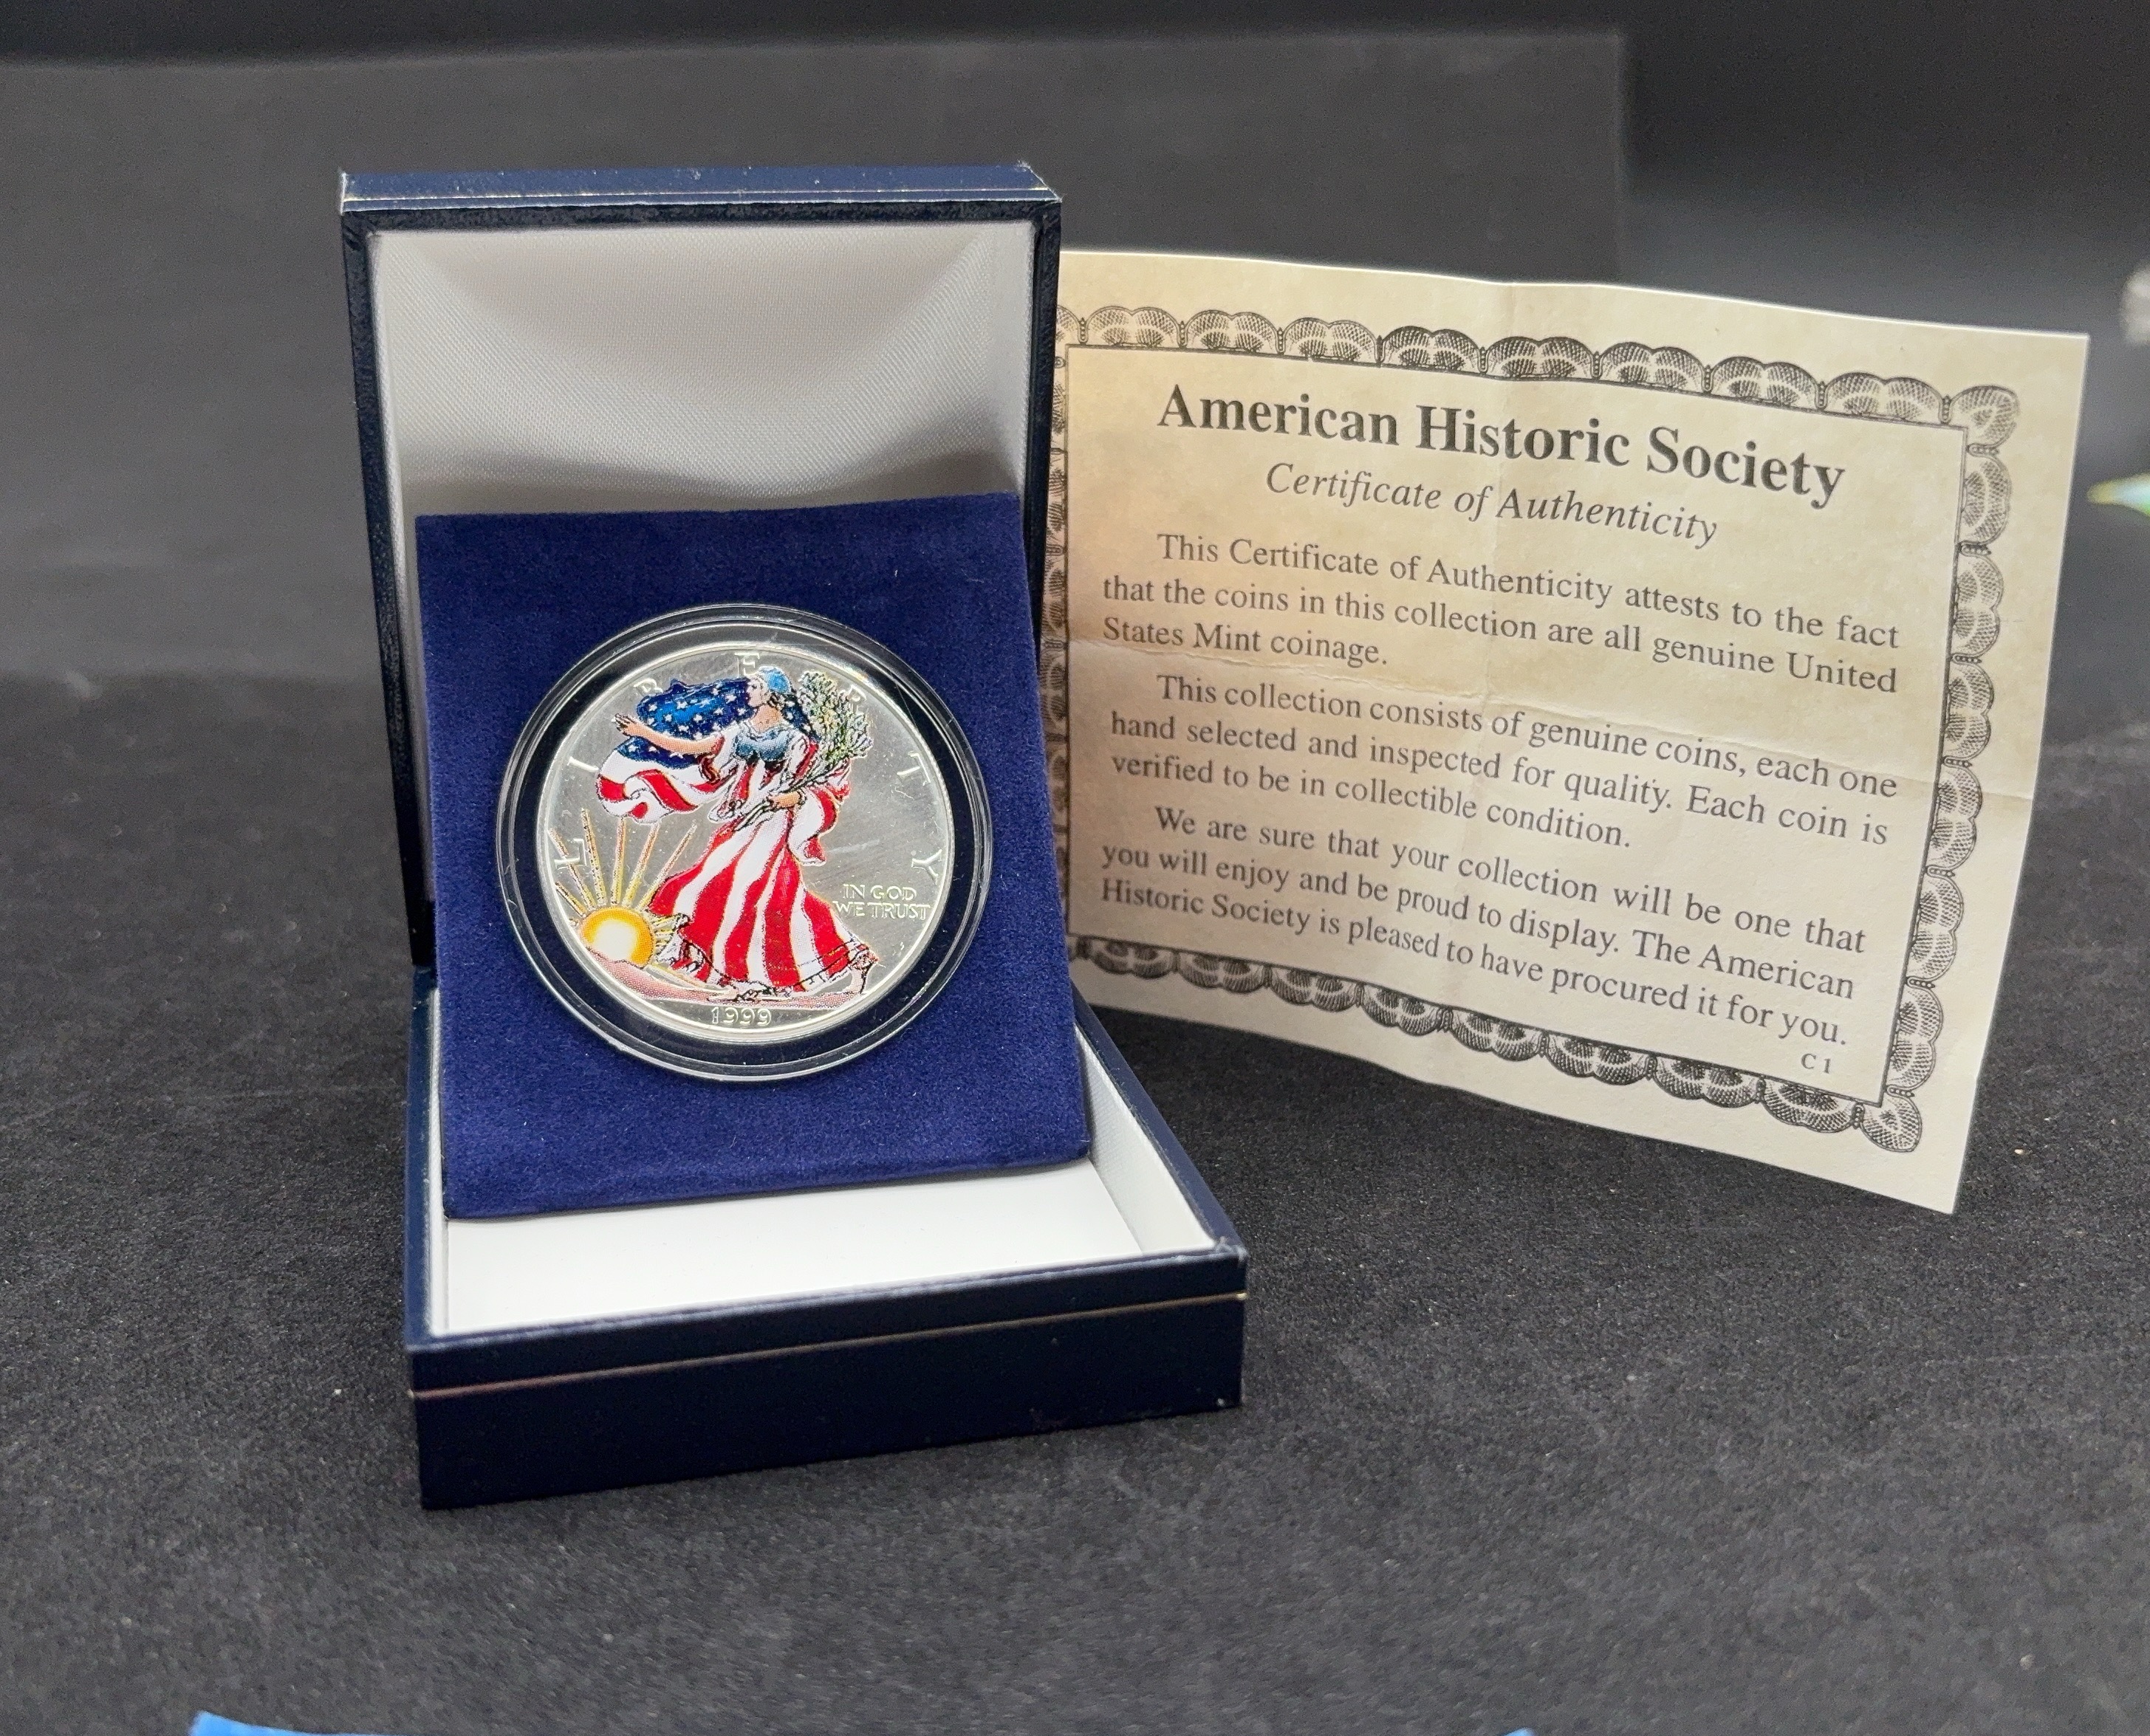 LIBERTY
IN GOD
WE TRUST
1999
American Historic Society
Certificate of Authenticity
This Certificate of Authenticity attests to the fact
that the coins in this collection are all genuine United
States Mint coinage.
This collection consists of genuine coins, each one
hand selected and inspected for quality. Each coin is
verified to be in collectible condition.
We are sure that your collection will be one that
you will enjoy and be proud to display. The American
Historic Society is pleased to have procured it for you.
C1